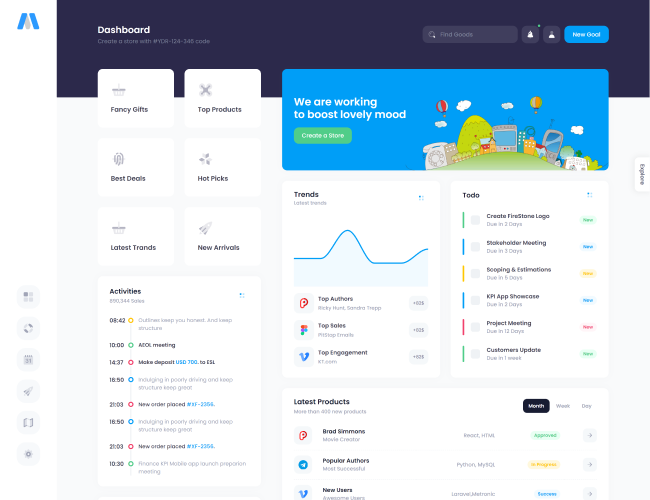 Dashboard
Create a store with #YDR-124-346 code
Find Goods
New Goal
Fancy Gifts
Top Products
Best Deals
Hot Picks
Latest Trands
New Arrivals
We are working
to boost lovely mood
Create a Store
Explore
Trends
Latest trends
Top Authors
Ricky Hunt, Sandra Trepp
+82$
Top Sales
PitStop Emails
+82$
Top Engagement
KT.com
+82$
Todo
Create FireStone Logo
Due in 2 Days
New
Stakeholder Meeting
Due in 3 Days
New
Scoping & Estimations
Due in 5 Days
New
KPI App Showcase
Due in 2 Days
New
Project Meeting
Due in 12 Days
New
Customers Update
Due in 1 week
New
Activities
890,344 Sales
08:42
Outlines keep you honest. And keep
structure
10:00
AEOL meeting
14:37
Make deposit USD 700. to ESL
16:50
Indulging in poorly driving and keep
structure keep great
21:03
New order placed #XF-2356.
16:50
Indulging in poorly driving and keep
structure keep great
21:03
New order placed #XF-2356.
10:30
Finance KPI Mobile app launch preparion
meeting
Latest Products
More than 400 new products
Month
Week
Day
Brad Simmons
Movie Creator
React, HTML
Approved
Popular Authors
Most Successful
Python, MySQL
In Progress
New Users
Awesome Users
Laravel,Metronic
Success